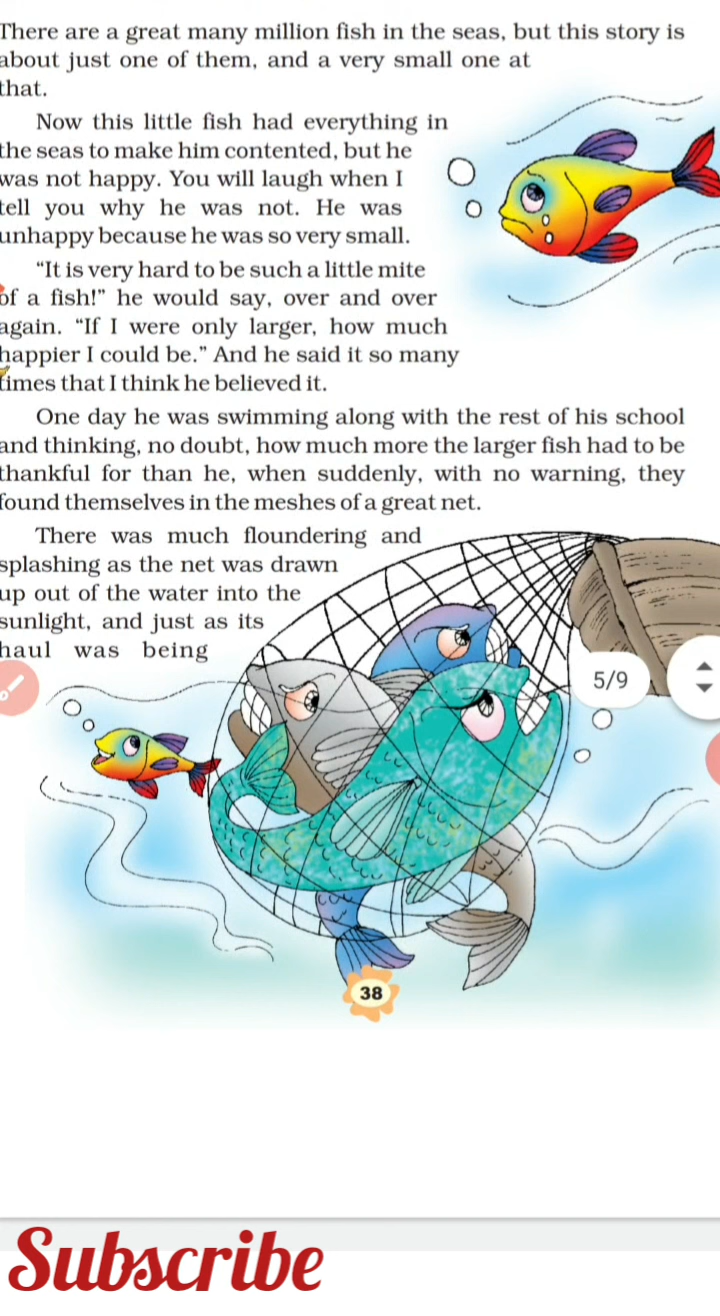 There are a great many million fish in the seas, but this story is
about just one of them, and a very small one at
that.
Now this little fish had everything in
the seas to make him contented, but he
was not happy. You will laugh when I
tell you why he was not. He was
unhappy because he was so very small.
"It is very hard to be such a little mite
of a fish!" he would say, over and over
again. "If I were only larger, how much
happier I could be." And he said it so many
times that I think he believed it.
One day he was swimming along with the rest of his school
and thinking, no doubt, how much more the larger fish had to be
thankful for than he, when suddenly, with no warning, they
found themselves in the meshes of a great net.
There was much floundering and
splashing as the net was drawn
up out of the water into the
sunlight, and just as its
haul was being
5/9
38
Subscribe